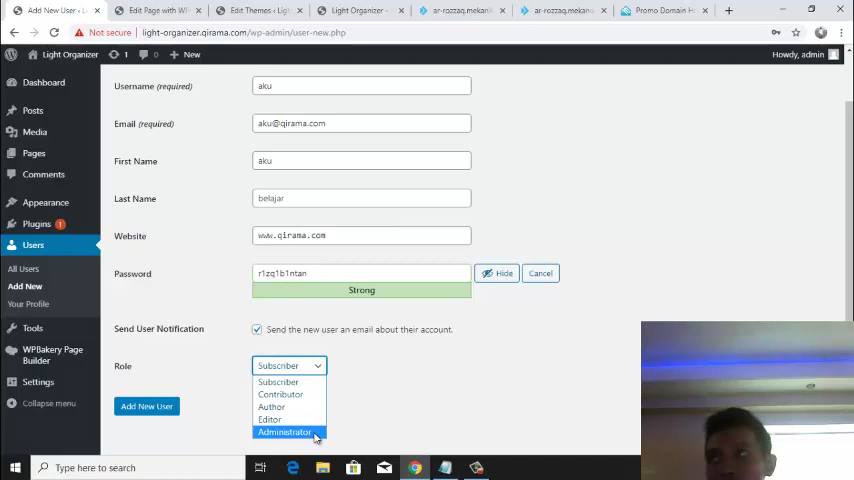 Add New User ‹ Li
Edit Page with WP
Edit Themes ‹ Light
Light Organizer –
ar-rozzaq.mekanik
ar-rozzaq.mekani
Promo Domain H
Not secure
light-organizer.qirama.com/wp-admin/user-new.php
Light Organizer
1
0
New
Howdy, admin
Dashboard
Posts
Media
Pages
Comments
Appearance
Plugins 1
Users
All Users
Add New
Your Profile
Tools
WPBakery Page
Builder
Settings
Collapse menu
Username (required)
aku
Email (required)
aku@qirama.com
First Name
aku
Last Name
belajar
Website
www.qirama.com
Password
r1zq1b1ntan
Hide
Cancel
Strong
Send User Notification
Send the new user an email about their account.
Role
Subscriber
Subscriber
Contributor
Author
Editor
Administrator
Add New User
Type here to search